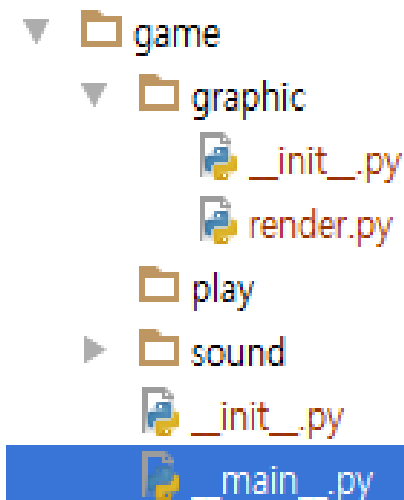 game
graphic
__init__.py
render.py
play
sound
__init__.py
__main__.py